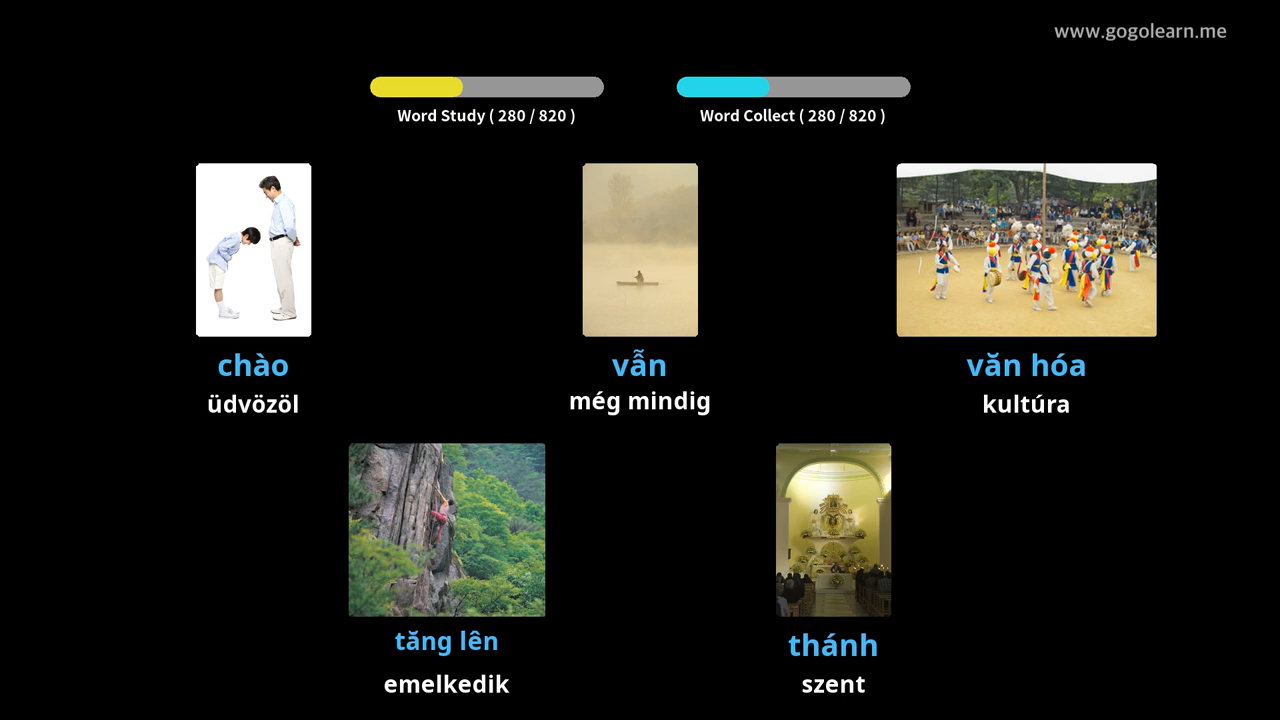 www.gogolearn.me
Word Study ( 280 / 820 )
Word Collect ( 280 / 820 )
chào
vẫn
văn hóa
üdvözöl
még mindig
kultúra
tăng lên
thánh
emelkedik
szent